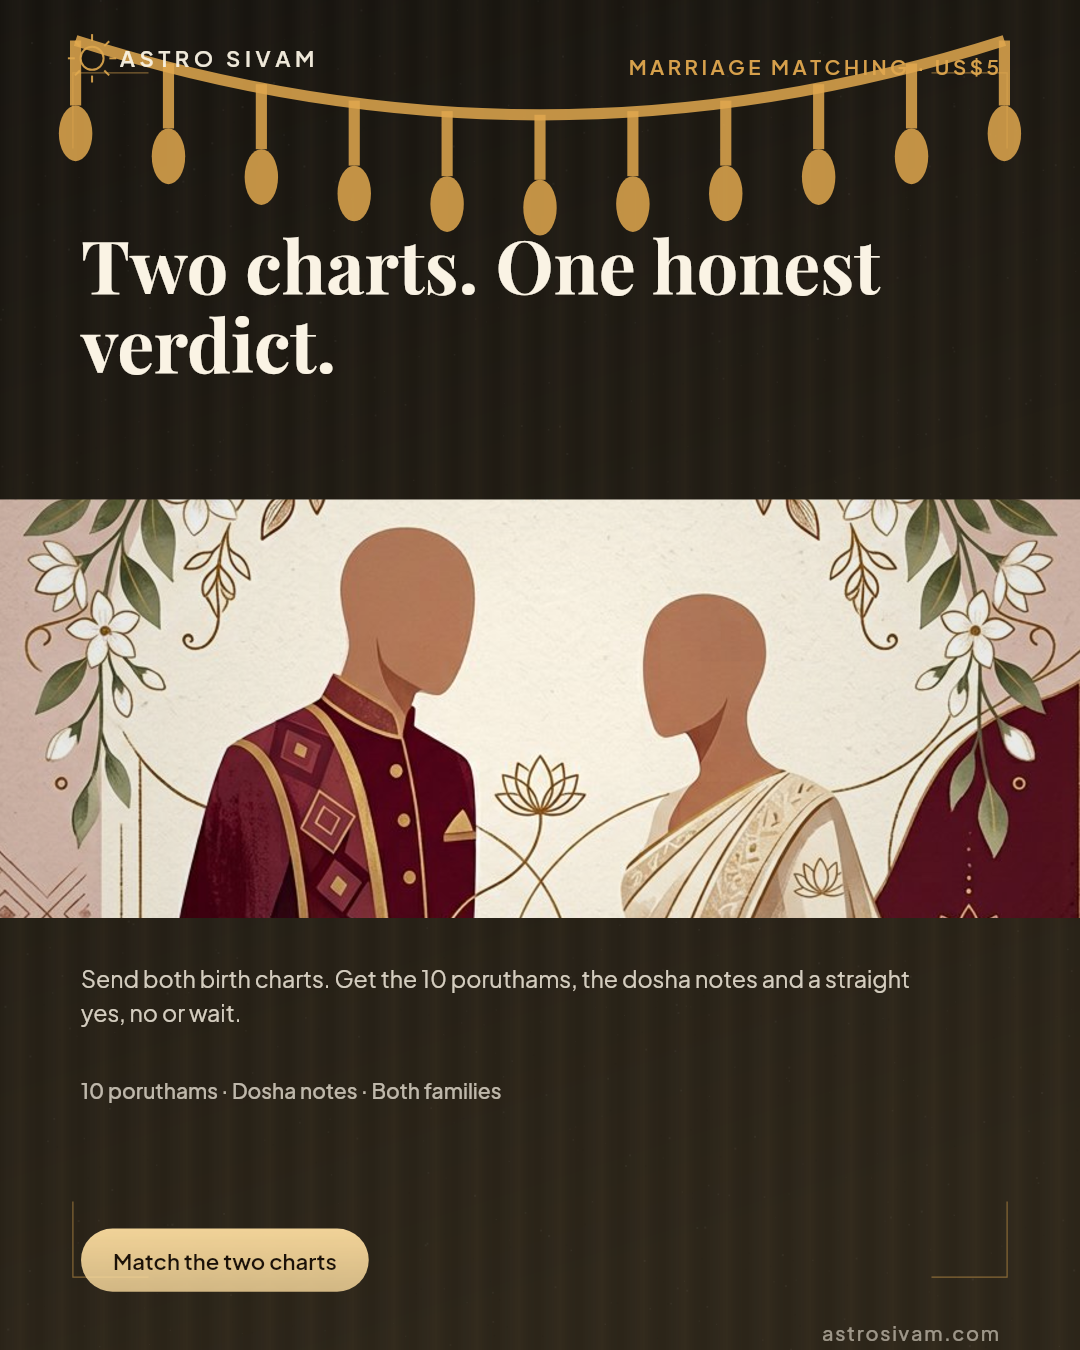 ASTRO SIVAM
MARRIAGE MATCHING · US$5
Two charts. One honest
verdict.
Send both birth charts. Get the 10 poruthams, the dosha notes and a straight
yes, no or wait.
10 poruthams · Dosha notes · Both families
Match the two charts
astrosivam.com